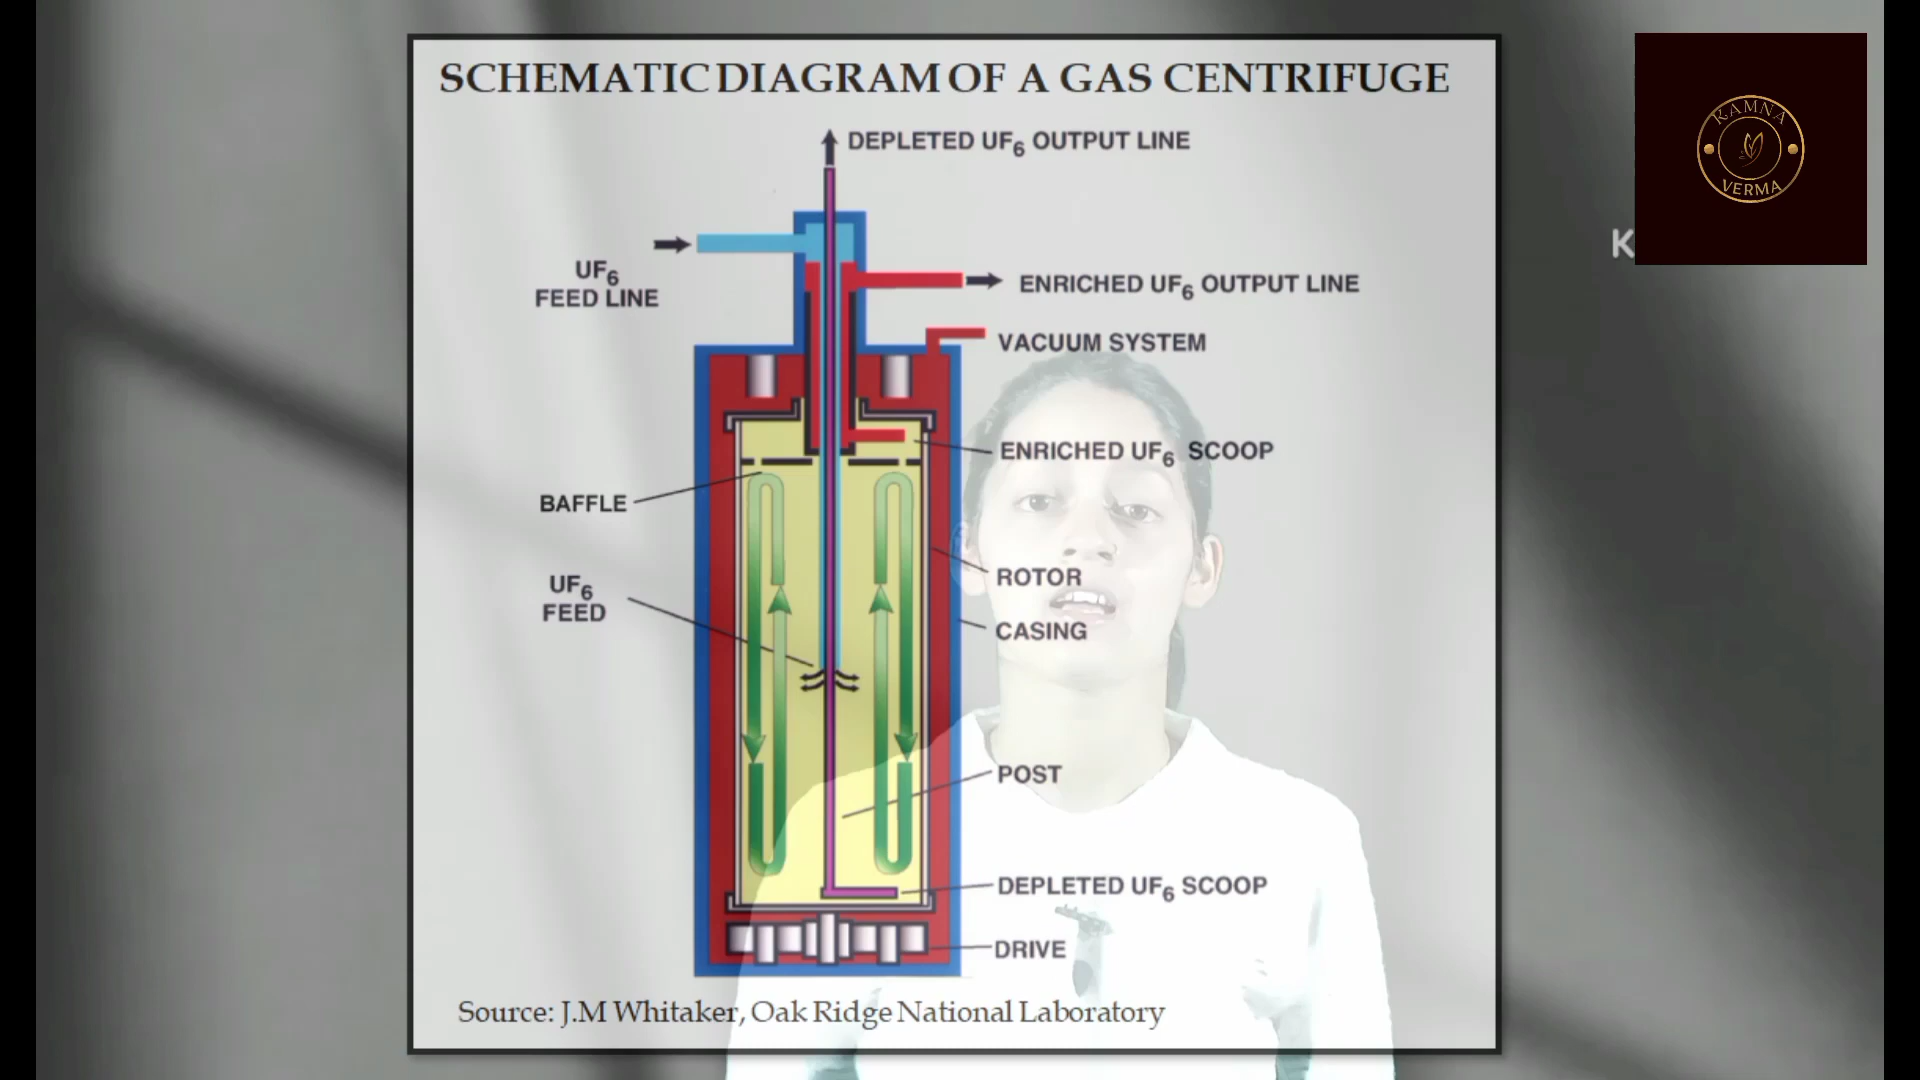 SCHEMATIC DIAGRAM OF A GAS CENTRIFUGE
DEPLETED UF6 OUTPUT LINE
UF6
FEED LINE
ENRICHED UF6 OUTPUT LINE
VACUUM SYSTEM
ENRICHED UF6 SCOOP
BAFFLE
UF6
FEED
ROTOR
CASING
POST
DEPLETED UF6 SCOOP
DRIVE
Source: J.M Whitaker, Oak Ridge National Laboratory
KAMNA
VERMA
K